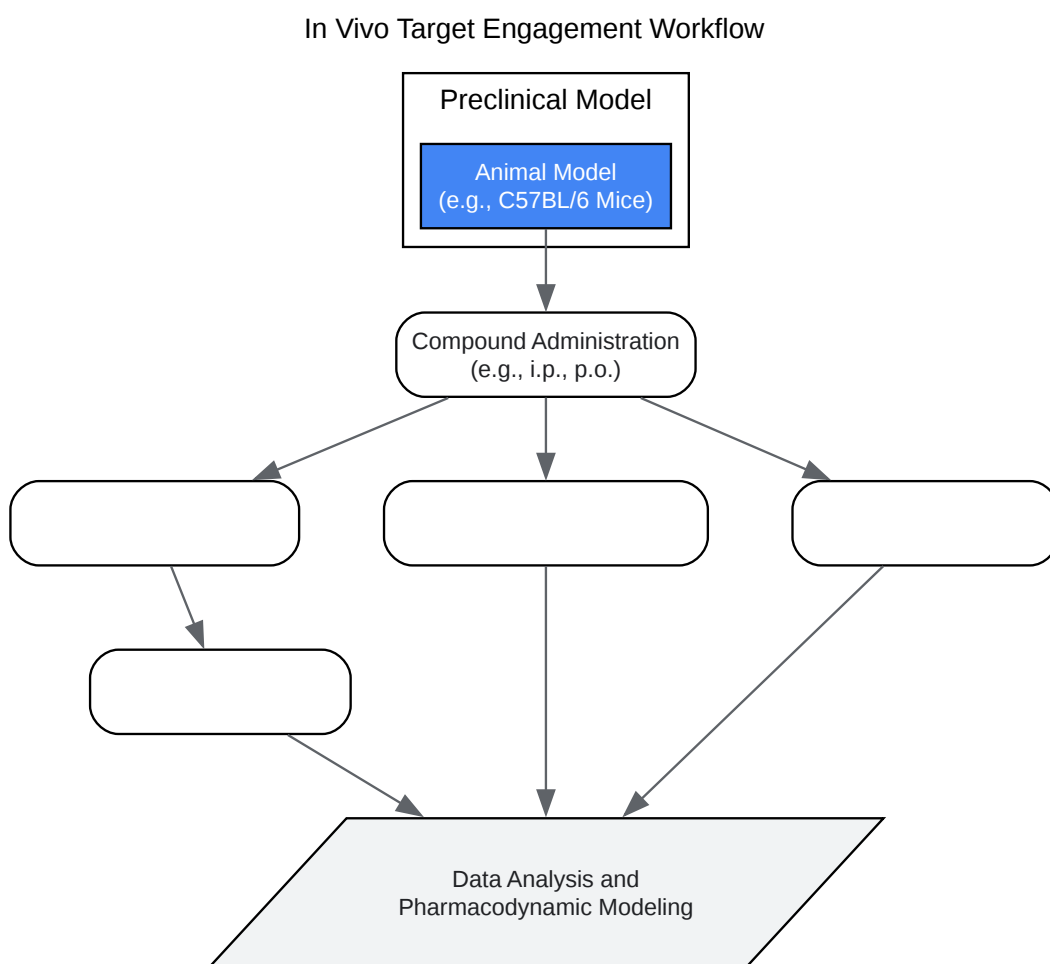 In Vivo Target Engagement Workflow
Preclinical Model
Animal Model
(e.g., C57BL/6 Mice)
Compound Administration
(e.g., i.p., p.o.)
Data Analysis and
Pharmacodynamic Modeling